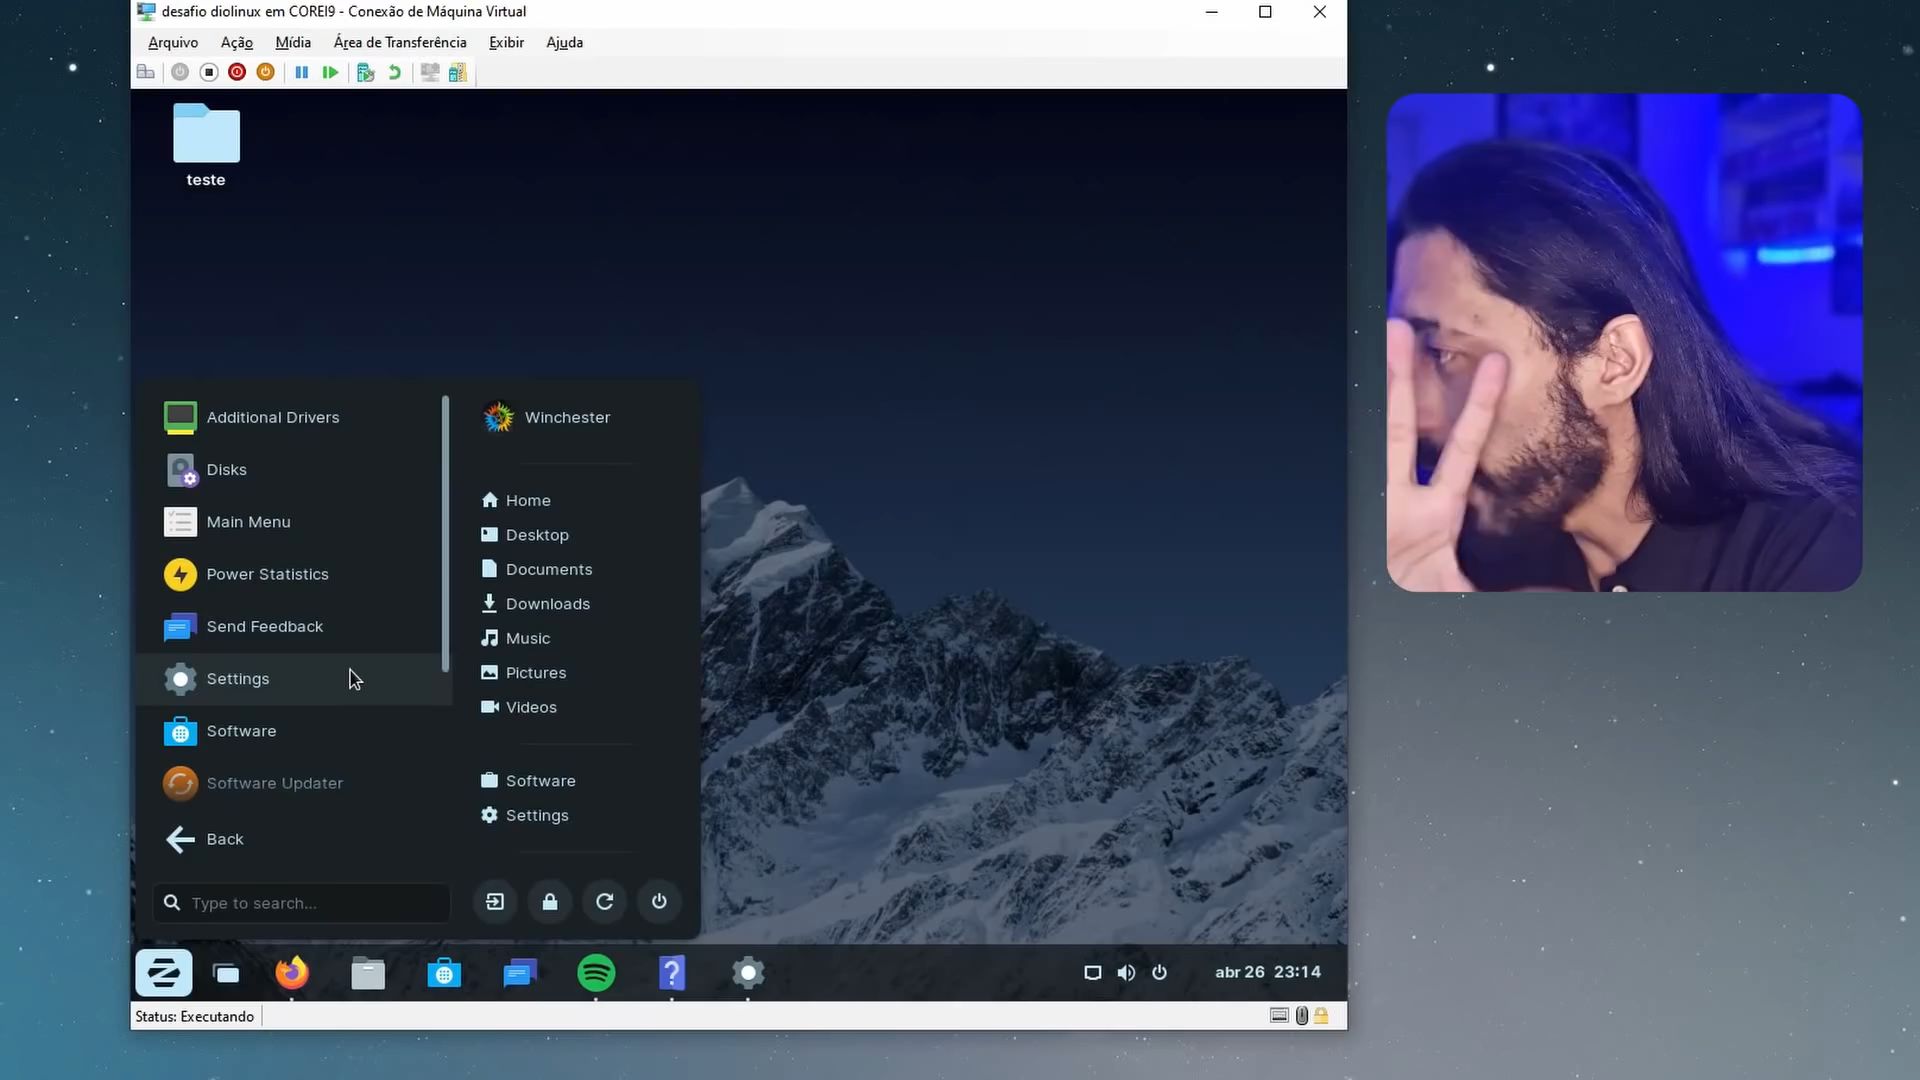 desafio diolinux em COREI9 - Conexão de Máquina Virtual
Arquivo Ação Mídia Área de Transferência Exibir Ajuda
teste
Additional Drivers
Disks
Main Menu
Power Statistics
Send Feedback
Settings
Software
Software Updater
Back
Type to search...
Winchester
Home
Desktop
Documents
Downloads
Music
Pictures
Videos
Software
Settings
abr 26 23:14
Status: Executando